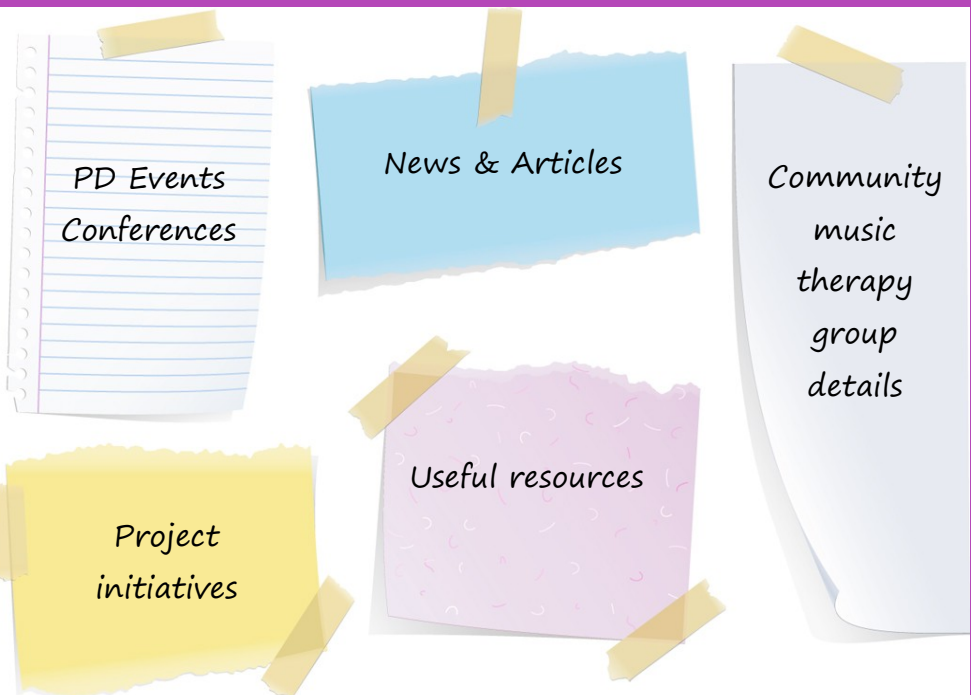 PD Events
Conferences
News & Articles
Community
music
therapy
group
details
Useful resources
Project
initiatives